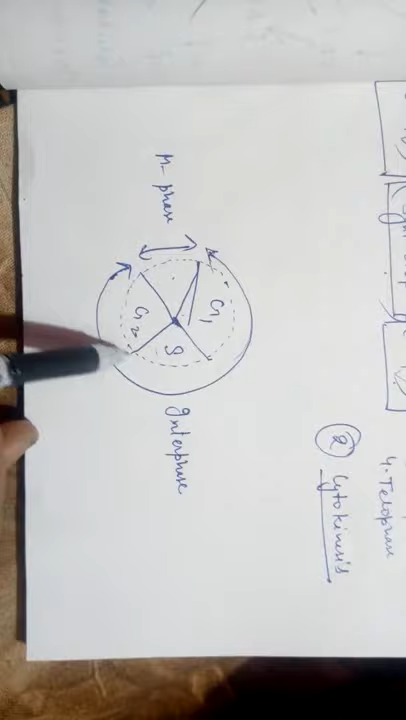 4. Telophase
② Cytokinesis
M- phase
G1
S
G2
Interphase